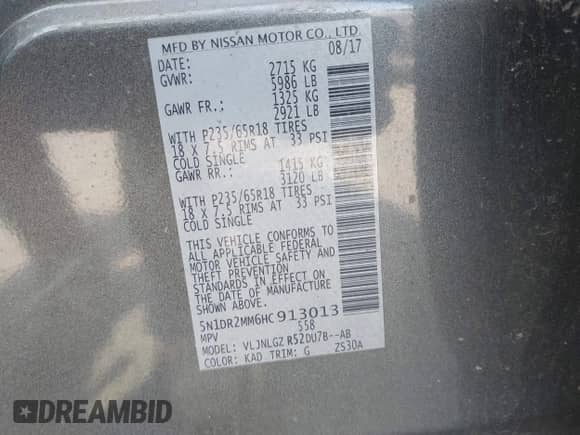 MFD BY NISSAN MOTOR CO., LTD.
DATE: 08/17
GVWR: 2715 KG
5986 LB
GAWR FR.: 1325 KG
2921 LB
WITH P235/65R18 TIRES
18 X 7.5 RIMS AT 33 PSI
COLD SINGLE
GAWR RR.: 1415 KG
3120 LB
WITH P235/65R18 TIRES
18 X 7.5 RIMS AT 33 PSI
COLD SINGLE
THIS VEHICLE CONFORMS TO
ALL APPLICABLE FEDERAL
MOTOR VEHICLE SAFETY AND
THEFT PREVENTION
STANDARDS IN EFFECT ON
THE DATE OF MANUFACTURE
SHOWN ABOVE.
5N1DR2MM6HC913013
MPV 558
MODEL: VLJNLGZ R52DU7B--AB
COLOR: KAD TRIM: G ZS30A
DREAMBID